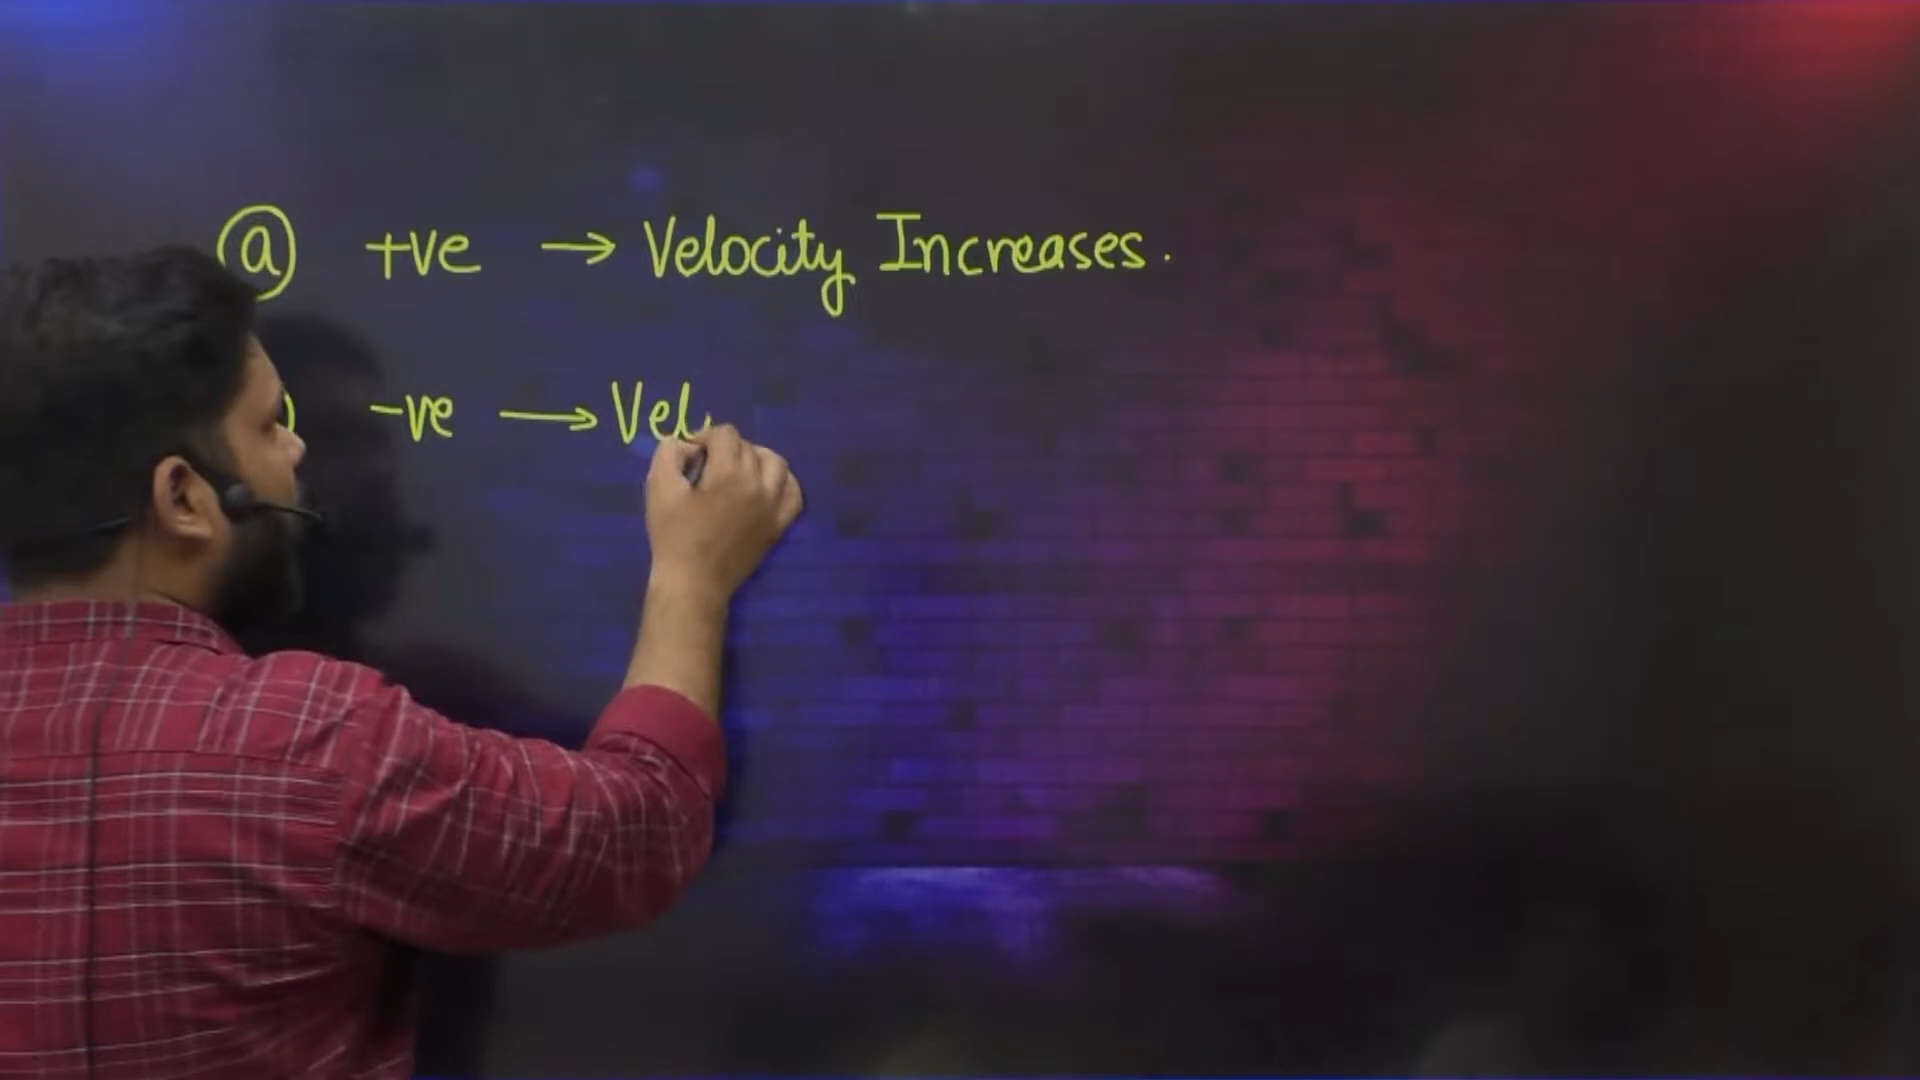 a +ve → Velocity Increases.
-ve → Vel